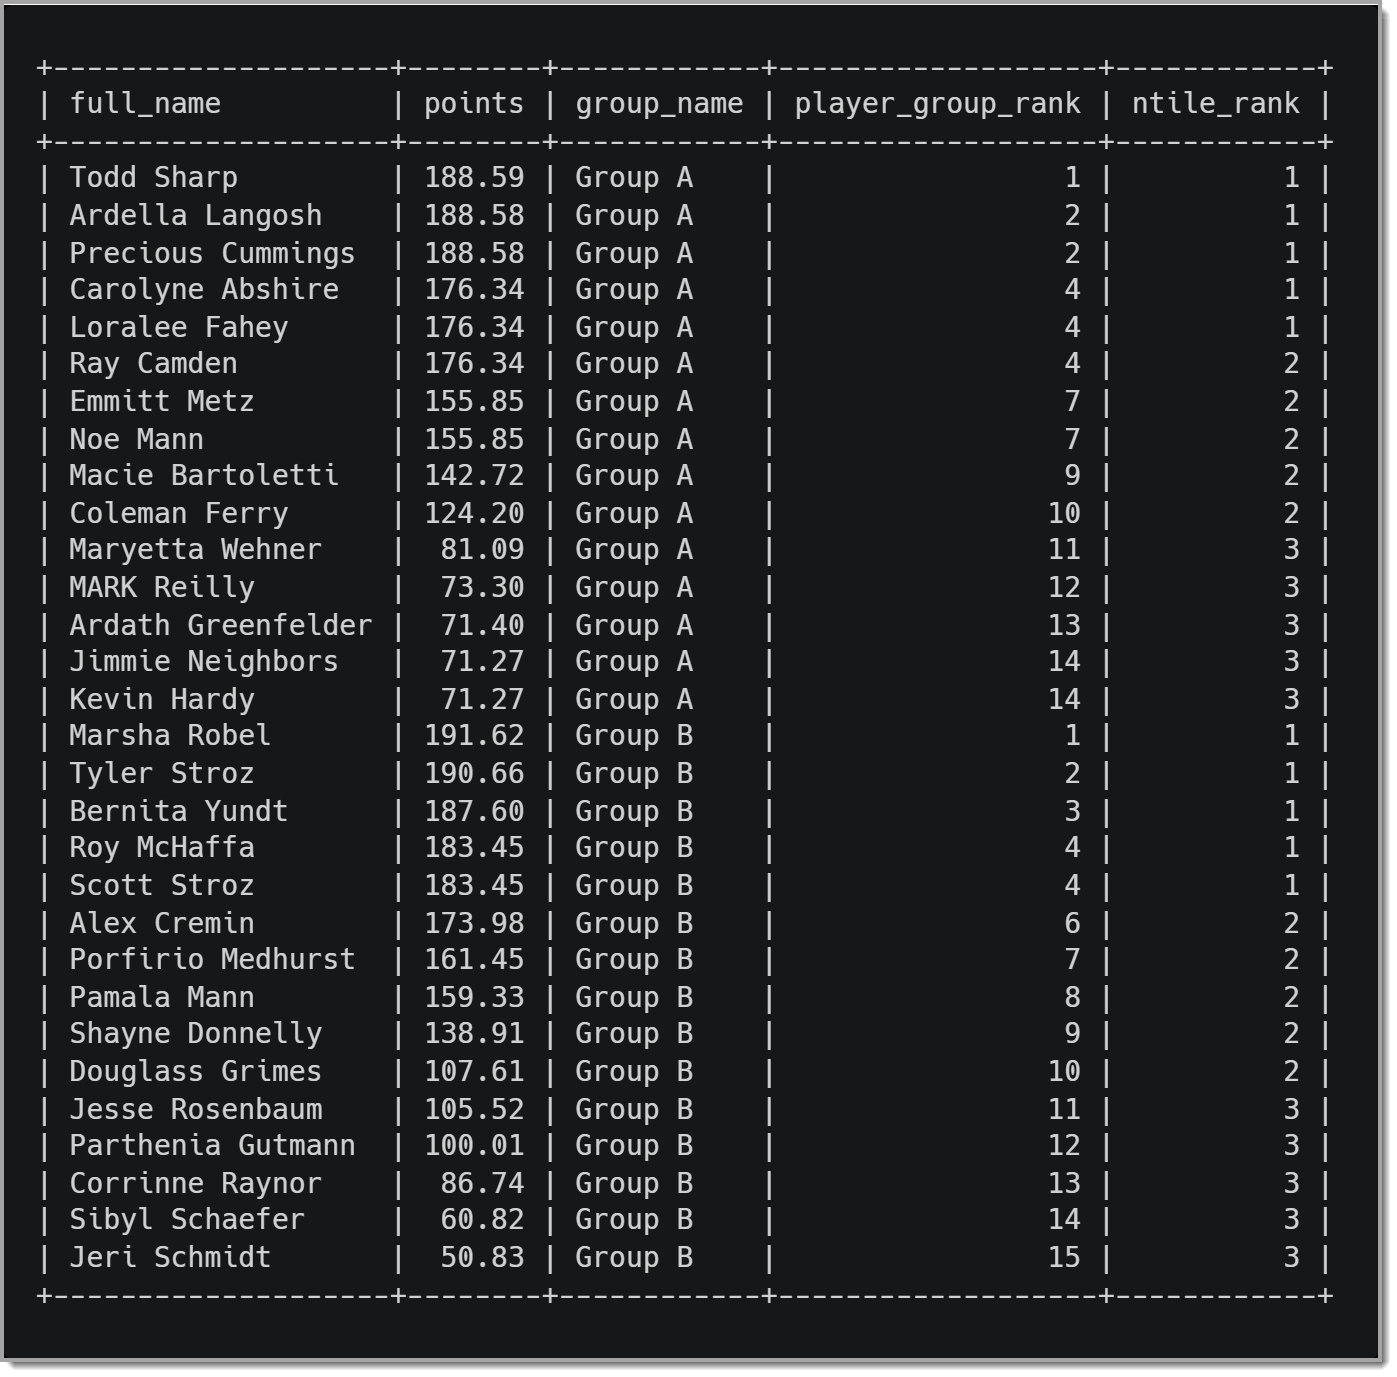 +--------------------+--------+------------+-------------------+------------+
| full_name          | points | group_name | player_group_rank | ntile_rank |
+--------------------+--------+------------+-------------------+------------+
| Todd Sharp         | 188.59 | Group A    |                 1 |          1 |
| Ardella Langosh    | 188.58 | Group A    |                 2 |          1 |
| Precious Cummings  | 188.58 | Group A    |                 2 |          1 |
| Carolyne Abshire   | 176.34 | Group A    |                 4 |          1 |
| Loralee Fahey      | 176.34 | Group A    |                 4 |          1 |
| Ray Camden         | 176.34 | Group A    |                 4 |          2 |
| Emmitt Metz        | 155.85 | Group A    |                 7 |          2 |
| Noe Mann           | 155.85 | Group A    |                 7 |          2 |
| Macie Bartoletti   | 142.72 | Group A    |                 9 |          2 |
| Coleman Ferry      | 124.20 | Group A    |                10 |          2 |
| Maryetta Wehner    |  81.09 | Group A    |                11 |          3 |
| MARK Reilly        |  73.30 | Group A    |                12 |          3 |
| Ardath Greenfelder |  71.40 | Group A    |                13 |          3 |
| Jimmie Neighbors   |  71.27 | Group A    |                14 |          3 |
| Kevin Hardy        |  71.27 | Group A    |                14 |          3 |
| Marsha Robel       | 191.62 | Group B    |                 1 |          1 |
| Tyler Stroz        | 190.66 | Group B    |                 2 |          1 |
| Bernita Yundt      | 187.60 | Group B    |                 3 |          1 |
| Roy McHaffa        | 183.45 | Group B    |                 4 |          1 |
| Scott Stroz        | 183.45 | Group B    |                 4 |          1 |
| Alex Cremin        | 173.98 | Group B    |                 6 |          2 |
| Porfirio Medhurst  | 161.45 | Group B    |                 7 |          2 |
| Pamala Mann        | 159.33 | Group B    |                 8 |          2 |
| Shayne Donnelly    | 138.91 | Group B    |                 9 |          2 |
| Douglass Grimes    | 107.61 | Group B    |                10 |          2 |
| Jesse Rosenbaum    | 105.52 | Group B    |                11 |          3 |
| Parthenia Gutmann  | 100.01 | Group B    |                12 |          3 |
| Corrinne Raynor    |  86.74 | Group B    |                13 |          3 |
| Sibyl Schaefer     |  60.82 | Group B    |                14 |          3 |
| Jeri Schmidt       |  50.83 | Group B    |                15 |          3 |
+--------------------+--------+------------+-------------------+------------+